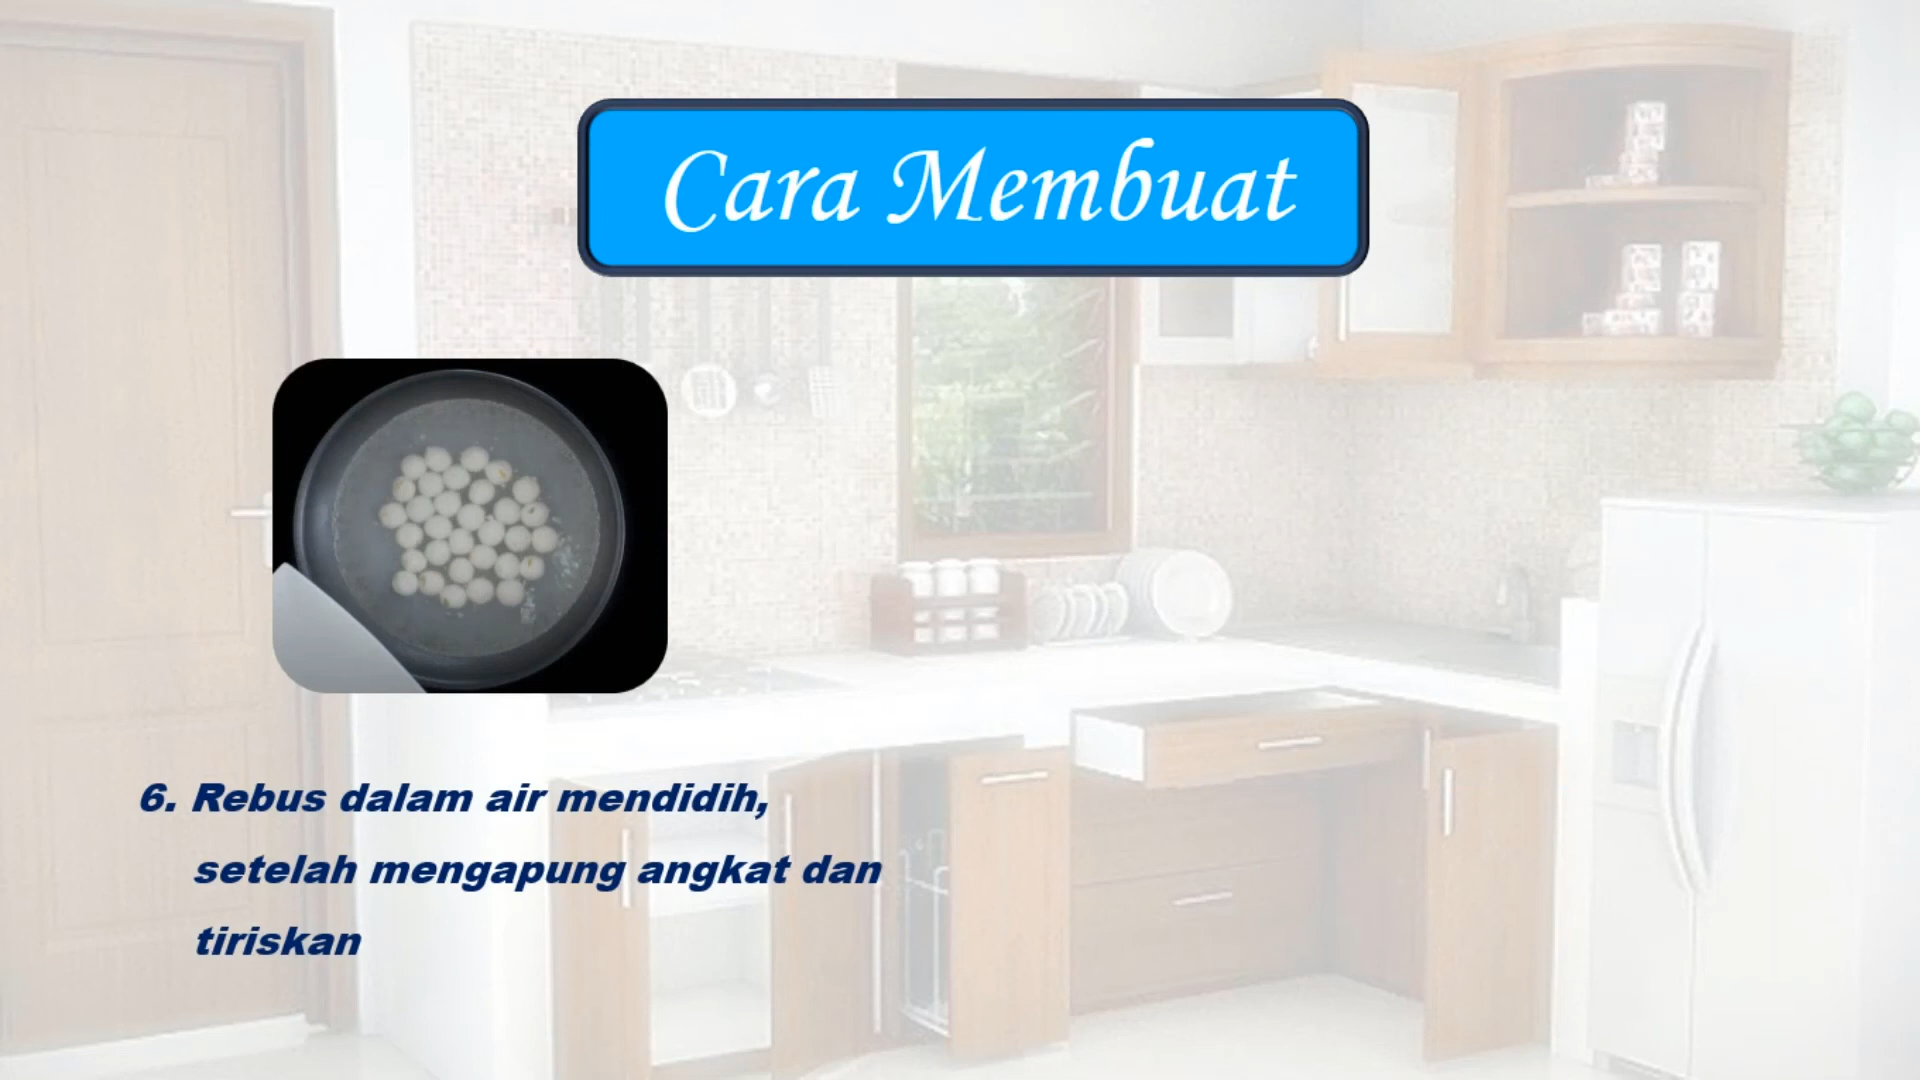 Cara Membuat
6. Rebus dalam air mendidih,
setelah mengapung angkat dan
tiriskan